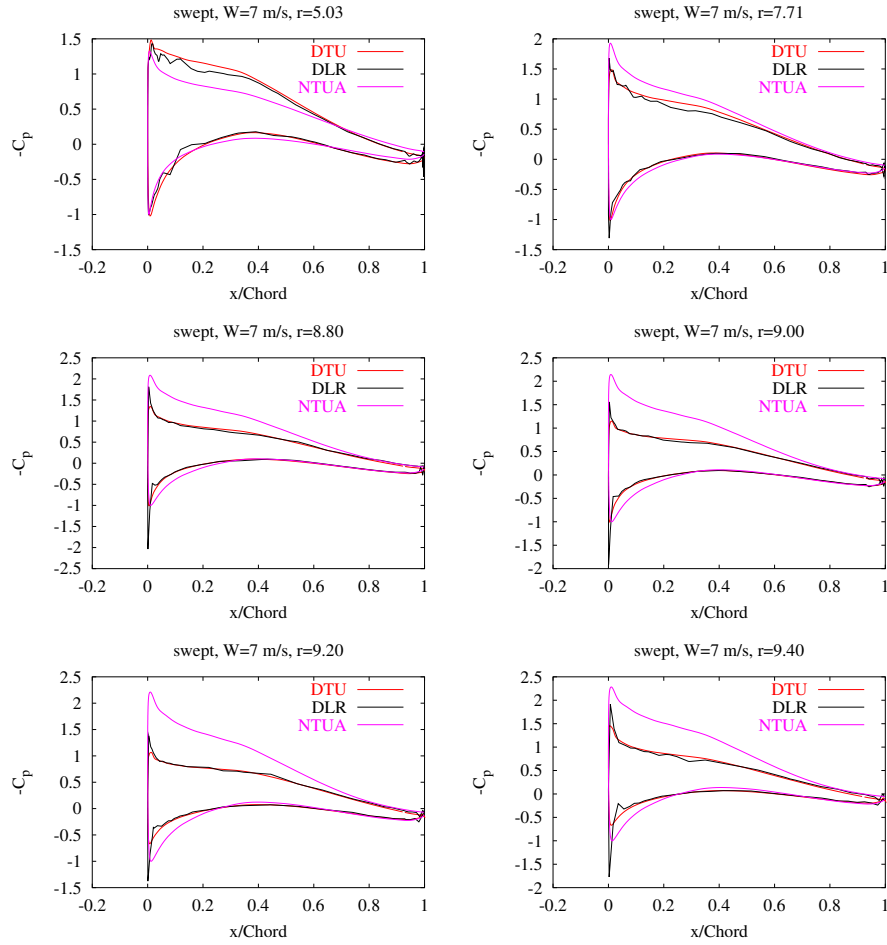 swept, W=7 m/s, r=5.03
1.5
1
0.5
0
-0.5
-1
-1.5
-0.2 0 0.2 0.4 0.6 0.8 1
-Cp
x/Chord
DTU
DLR
NTUA
swept, W=7 m/s, r=7.71
2
1.5
1
0.5
0
-0.5
-1
-1.5
-0.2 0 0.2 0.4 0.6 0.8 1
-Cp
x/Chord
DTU
DLR
NTUA
swept, W=7 m/s, r=8.80
2.5
2
1.5
1
0.5
0
-0.5
-1
-1.5
-2
-2.5
-0.2 0 0.2 0.4 0.6 0.8 1
-Cp
x/Chord
DTU
DLR
NTUA
swept, W=7 m/s, r=9.00
2.5
2
1.5
1
0.5
0
-0.5
-1
-1.5
-2
-0.2 0 0.2 0.4 0.6 0.8 1
-Cp
x/Chord
DTU
DLR
NTUA
swept, W=7 m/s, r=9.20
2.5
2
1.5
1
0.5
0
-0.5
-1
-1.5
-0.2 0 0.2 0.4 0.6 0.8 1
-Cp
x/Chord
DTU
DLR
NTUA
swept, W=7 m/s, r=9.40
2.5
2
1.5
1
0.5
0
-0.5
-1
-1.5
-2
-0.2 0 0.2 0.4 0.6 0.8 1
-Cp
x/Chord
DTU
DLR
NTUA